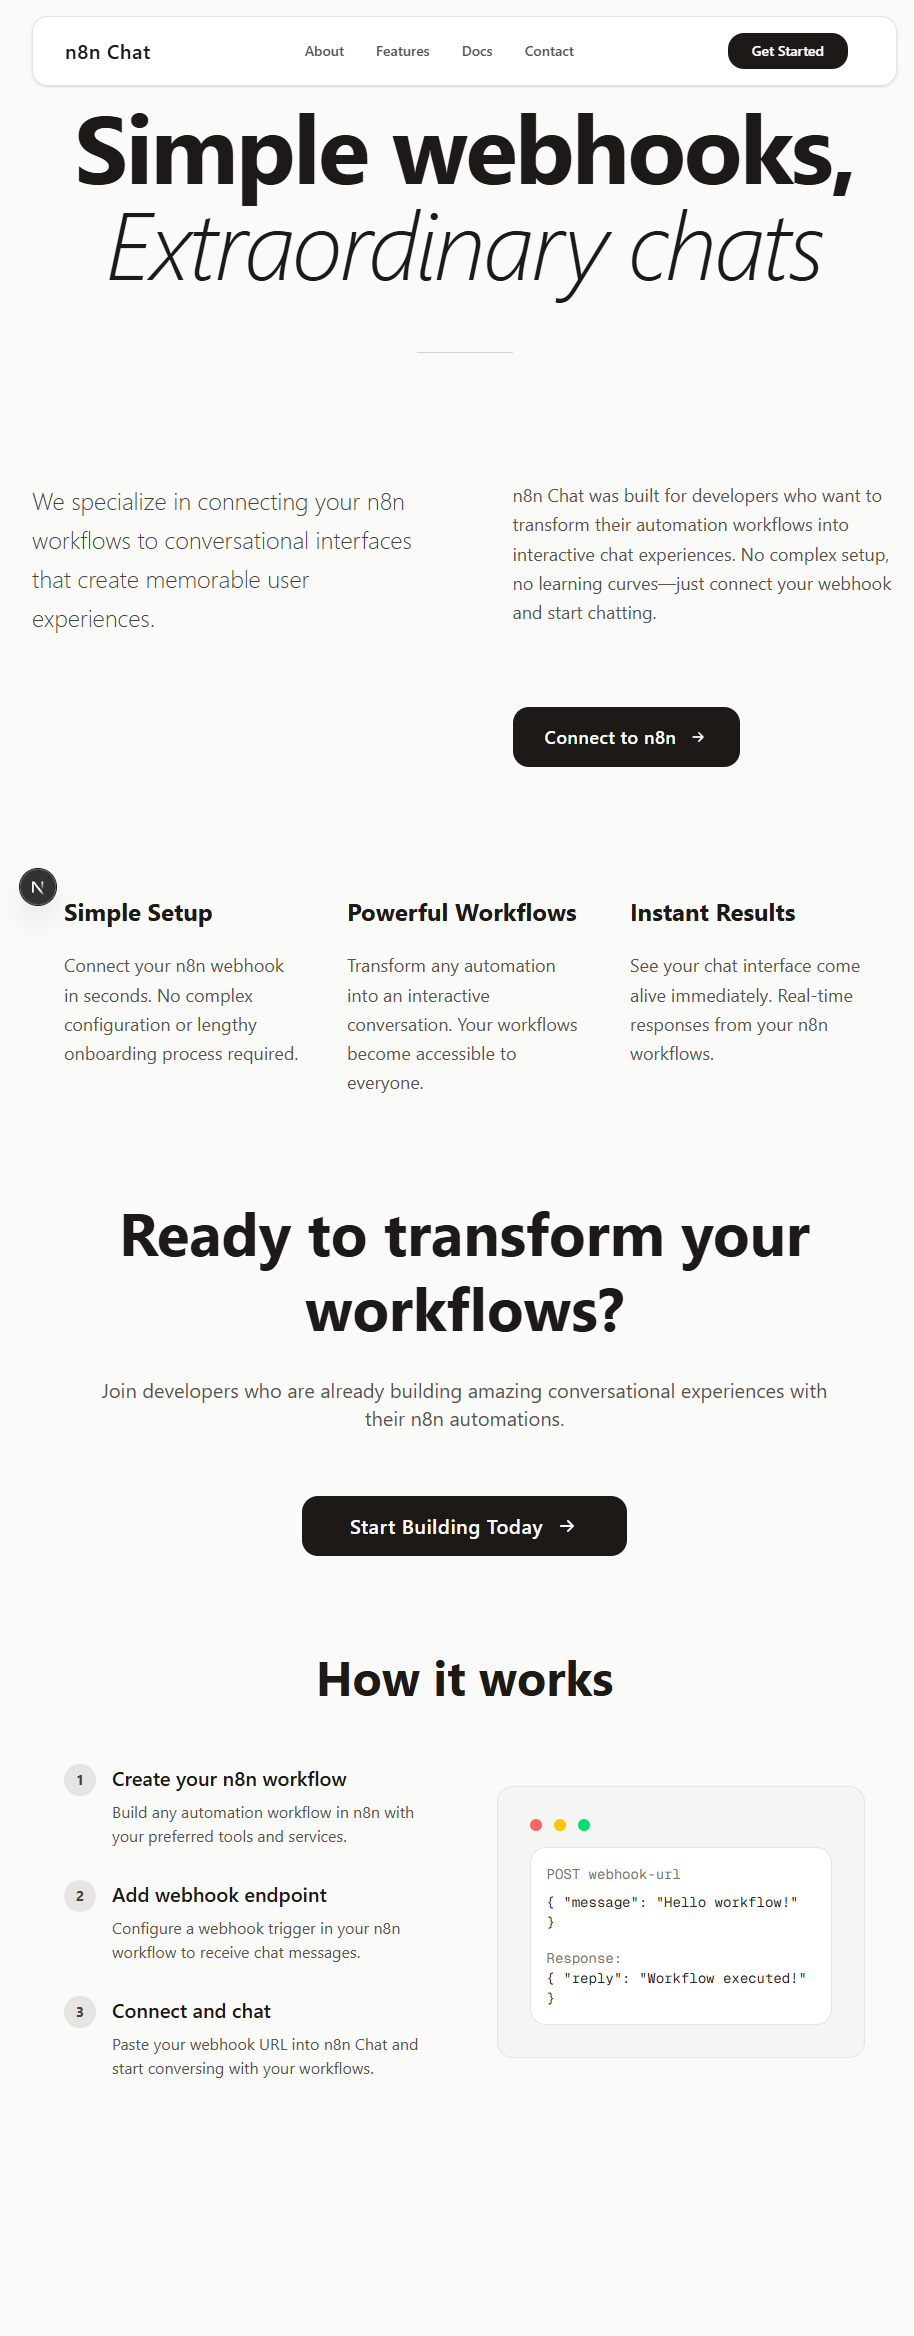 n8n Chat
About
Features
Docs
Contact
Get Started
Simple webhooks,
Extraordinary chats
We specialize in connecting your n8n
workflows to conversational interfaces
that create memorable user
experiences.
n8n Chat was built for developers who want to
transform their automation workflows into
interactive chat experiences. No complex setup,
no learning curves—just connect your webhook
and start chatting.
Connect to n8n →
N
Simple Setup
Connect your n8n webhook
in seconds. No complex
configuration or lengthy
onboarding process required.
Powerful Workflows
Transform any automation
into an interactive
conversation. Your workflows
become accessible to
everyone.
Instant Results
See your chat interface come
alive immediately. Real-time
responses from your n8n
workflows.
Ready to transform your
workflows?
Join developers who are already building amazing conversational experiences with
their n8n automations.
Start Building Today →
How it works
1
Create your n8n workflow
Build any automation workflow in n8n with
your preferred tools and services.
2
Add webhook endpoint
Configure a webhook trigger in your n8n
workflow to receive chat messages.
3
Connect and chat
Paste your webhook URL into n8n Chat and
start conversing with your workflows.
POST webhook-url
{ "message": "Hello workflow!"
}
Response:
{ "reply": "Workflow executed!"
}